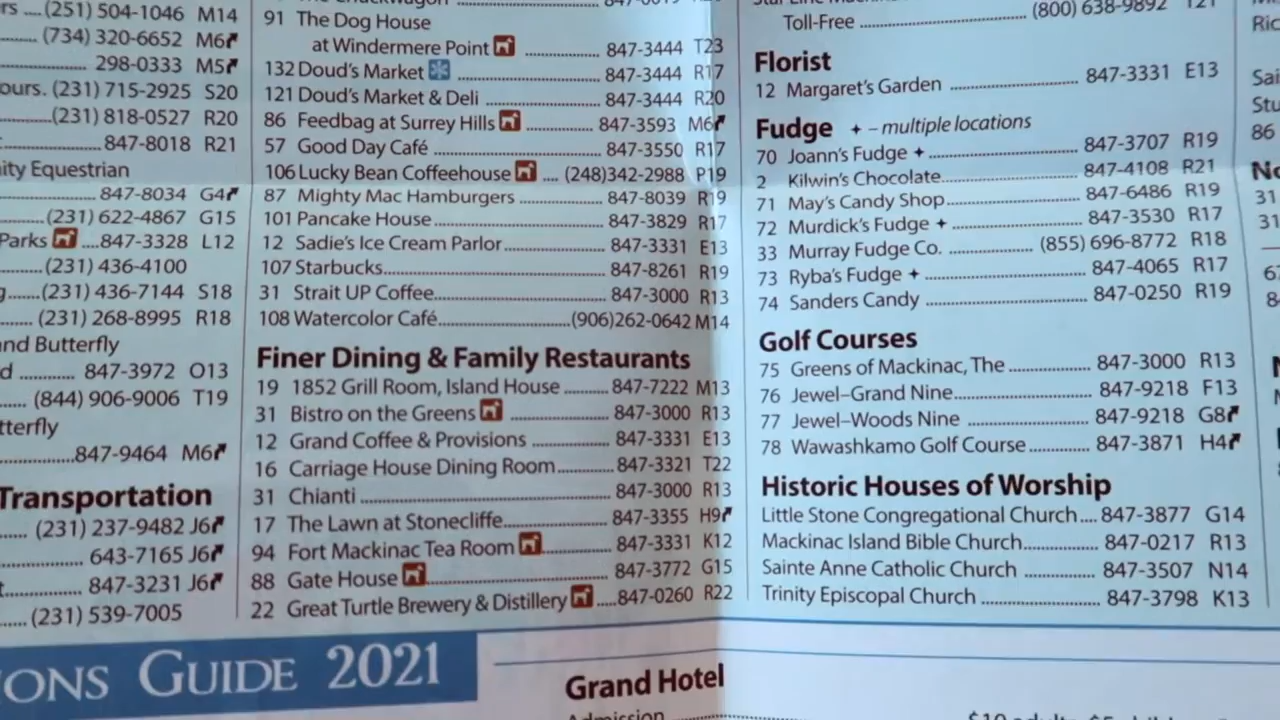 (251) 504-1046 M14
(734) 320-6652 M6
298-0333 M5
ours. (231) 715-2925 S20
(231) 818-0527 R20
847-8018 R21
ity Equestrian
847-8034 G4
(231) 622-4867 G15
Parks ....847-3328 L12
(231) 436-4100
(231) 436-7144 S18
(231) 268-8995 R18
nd Butterfly
847-3972 O13
(844) 906-9006 T19
tterfly
847-9464 M6
Transportation
(231) 237-9482 J6
643-7165 J6
847-3231 J6
(231) 539-7005
91 The Dog House
at Windermere Point 847-3444 T23
132 Doud's Market 847-3444 R17
121 Doud's Market & Deli 847-3444 R20
86 Feedbag at Surrey Hills 847-3593 M6
57 Good Day Café 847-3550 R17
106 Lucky Bean Coffeehouse .... (248)342-2988 P19
87 Mighty Mac Hamburgers 847-8039 R19
101 Pancake House 847-3829 R17
12 Sadie's Ice Cream Parlor 847-3331 E13
107 Starbucks 847-8261 R19
31 Strait UP Coffee 847-3000 R13
108 Watercolor Café (906)262-0642 M14
Finer Dining & Family Restaurants
19 1852 Grill Room, Island House 847-7222 M13
31 Bistro on the Greens 847-3000 R13
12 Grand Coffee & Provisions 847-3331 E13
16 Carriage House Dining Room 847-3321 T22
31 Chianti 847-3000 R13
17 The Lawn at Stonecliffe 847-3355 H9
94 Fort Mackinac Tea Room 847-3331 K12
88 Gate House 847-3772 G15
22 Great Turtle Brewery & Distillery ....847-0260 R22
Toll-Free (800) 638-9892 T21
Florist
12 Margaret's Garden 847-3331 E13
Fudge ✦ – multiple locations
70 Joann's Fudge ✦ 847-3707 R19
2 Kilwin's Chocolate 847-4108 R21
71 May's Candy Shop 847-6486 R19
72 Murdick's Fudge ✦ 847-3530 R17
33 Murray Fudge Co. (855) 696-8772 R18
73 Ryba's Fudge ✦ 847-4065 R17
74 Sanders Candy 847-0250 R19
Golf Courses
75 Greens of Mackinac, The 847-3000 R13
76 Jewel–Grand Nine 847-9218 F13
77 Jewel–Woods Nine 847-9218 G8
78 Wawashkamo Golf Course 847-3871 H4
Historic Houses of Worship
Little Stone Congregational Church.... 847-3877 G14
Mackinac Island Bible Church 847-0217 R13
Sainte Anne Catholic Church 847-3507 N14
Trinity Episcopal Church 847-3798 K13
Ric
Sai
Stu
86
No
31
31
IONS GUIDE 2021
Grand Hotel